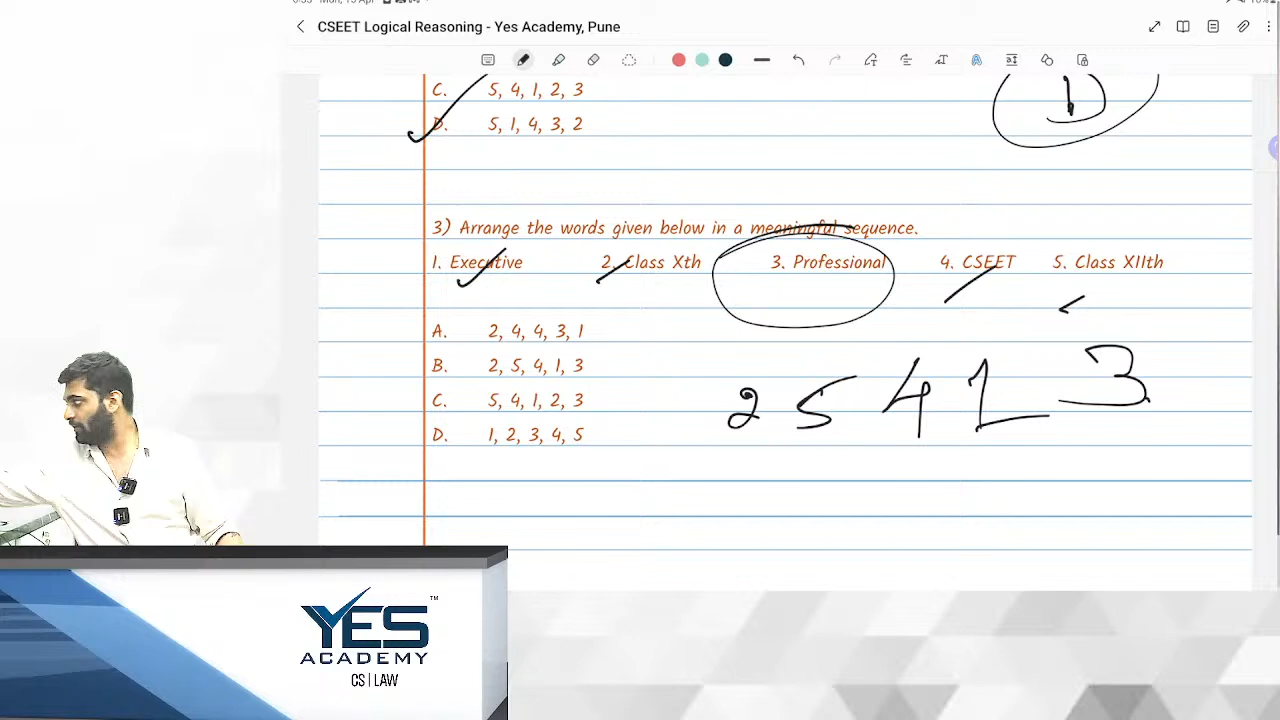 CSEET Logical Reasoning - Yes Academy, Pune
C. 5, 4, 1, 2, 3
D. 5, 1, 4, 3, 2
D
3) Arrange the words given below in a meaningful sequence.
1. Executive 2. Class Xth 3. Professional 4. CSEET 5. Class XIIth
A. 2, 4, 4, 3, 1
B. 2, 5, 4, 1, 3
C. 5, 4, 1, 2, 3
D. 1, 2, 3, 4, 5
2 5 4 1 3
YES™
ACADEMY
CS | LAW